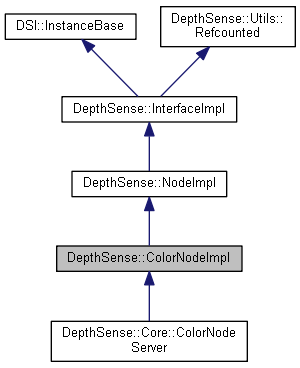 DSI::InstanceBase
DepthSense::Utils::
Refcounted
DepthSense::InterfaceImpl
DepthSense::NodeImpl
DepthSense::ColorNodeImpl
DepthSense::Core::ColorNode
Server